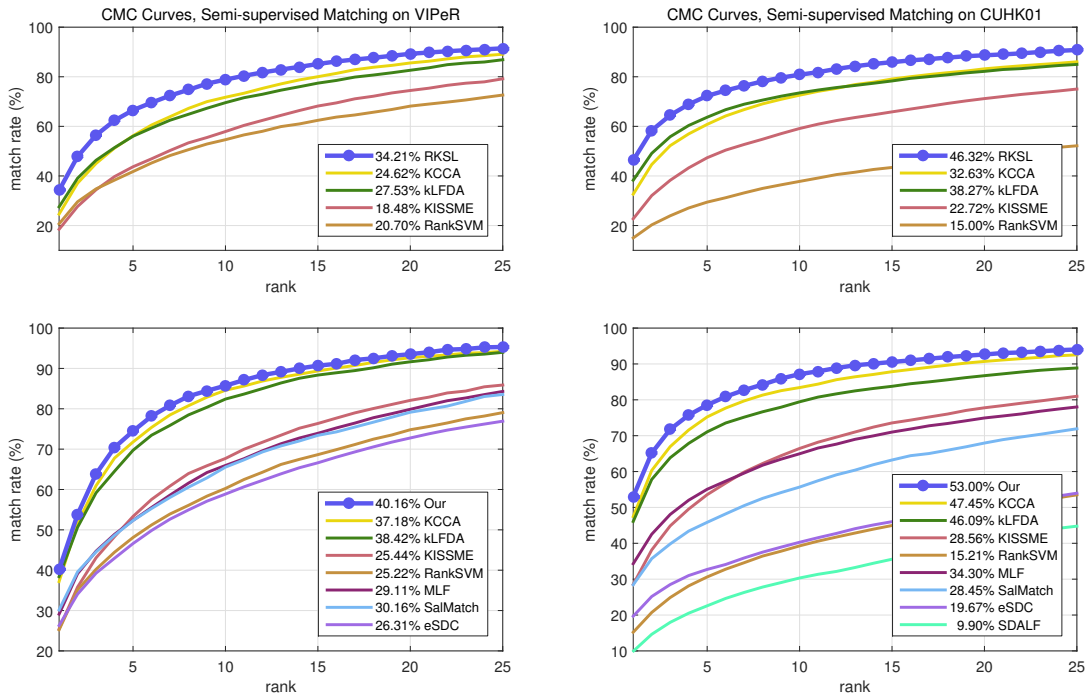 CMC Curves, Semi-supervised Matching on VIPeR
100
80
60
40
20
match rate (%)
34.21% RKSL
24.62% KCCA
27.53% kLFDA
18.48% KISSME
20.70% RankSVM
5 10 15 20 25
rank
CMC Curves, Semi-supervised Matching on CUHK01
100
80
60
40
20
match rate (%)
46.32% RKSL
32.63% KCCA
38.27% kLFDA
22.72% KISSME
15.00% RankSVM
5 10 15 20 25
rank
100
90
80
70
60
50
40
30
20
match rate (%)
40.16% Our
37.18% KCCA
38.42% kLFDA
25.44% KISSME
25.22% RankSVM
29.11% MLF
30.16% SalMatch
26.31% eSDC
5 10 15 20 25
rank
100
90
80
70
60
50
40
30
20
10
match rate (%)
53.00% Our
47.45% KCCA
46.09% kLFDA
28.56% KISSME
15.21% RankSVM
34.30% MLF
28.45% SalMatch
19.67% eSDC
9.90% SDALF
5 10 15 20 25
rank